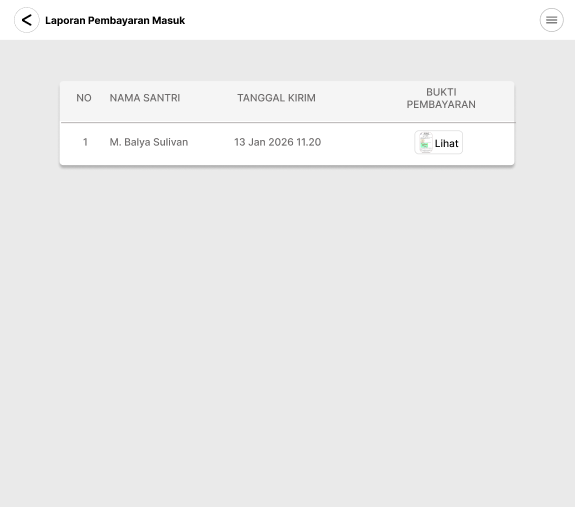 Laporan Pembayaran Masuk
NO NAMA SANTRI TANGGAL KIRIM BUKTI PEMBAYARAN
1 M. Balya Sulivan 13 Jan 2026 11.20 Lihat